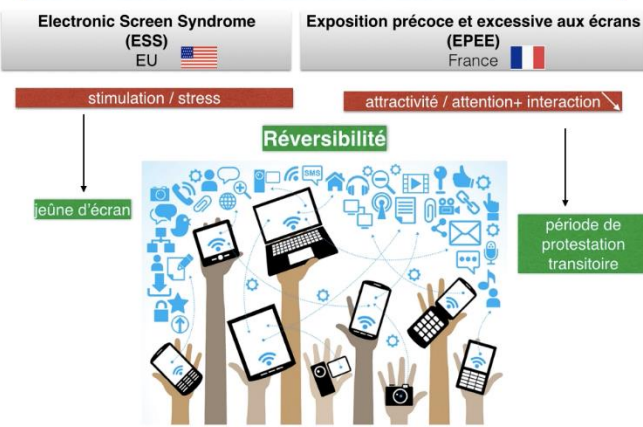 Electronic Screen Syndrome
(ESS)
EU
Exposition précoce et excessive aux écrans
(EPEE)
France
stimulation / stress
attractivité / attention+ interaction
Réversibilité
jeûne d'écran
SMS
période de
protestation
transitoire